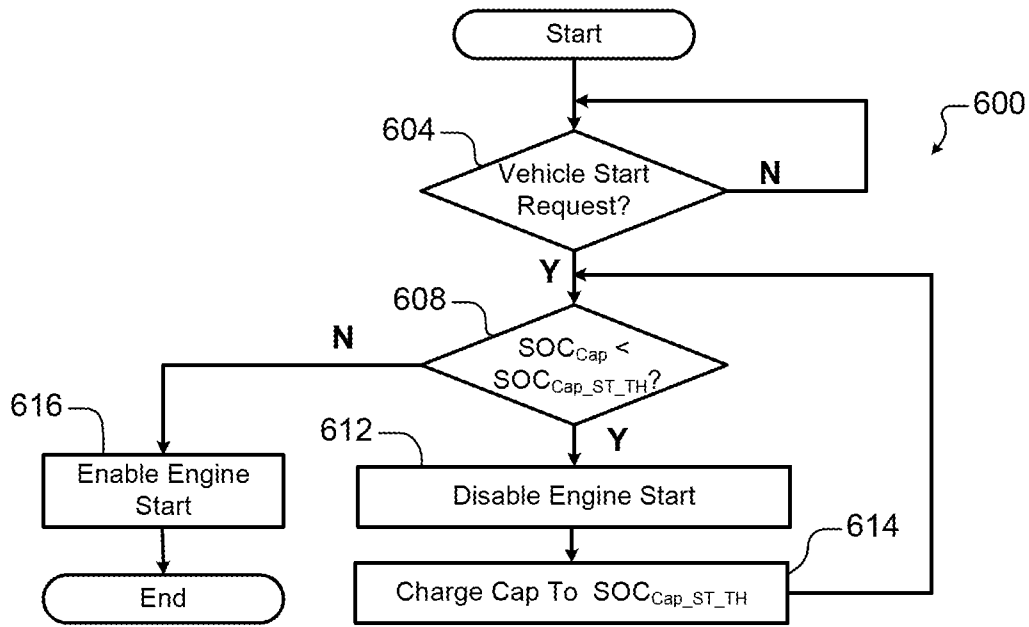 Start
600
604
Vehicle Start
Request?
N
Y
608
N
SOCCap <
SOCCap_ST_TH?
616
612
Y
Enable Engine
Start
Disable Engine Start
614
End
Charge Cap To SOCCap_ST_TH